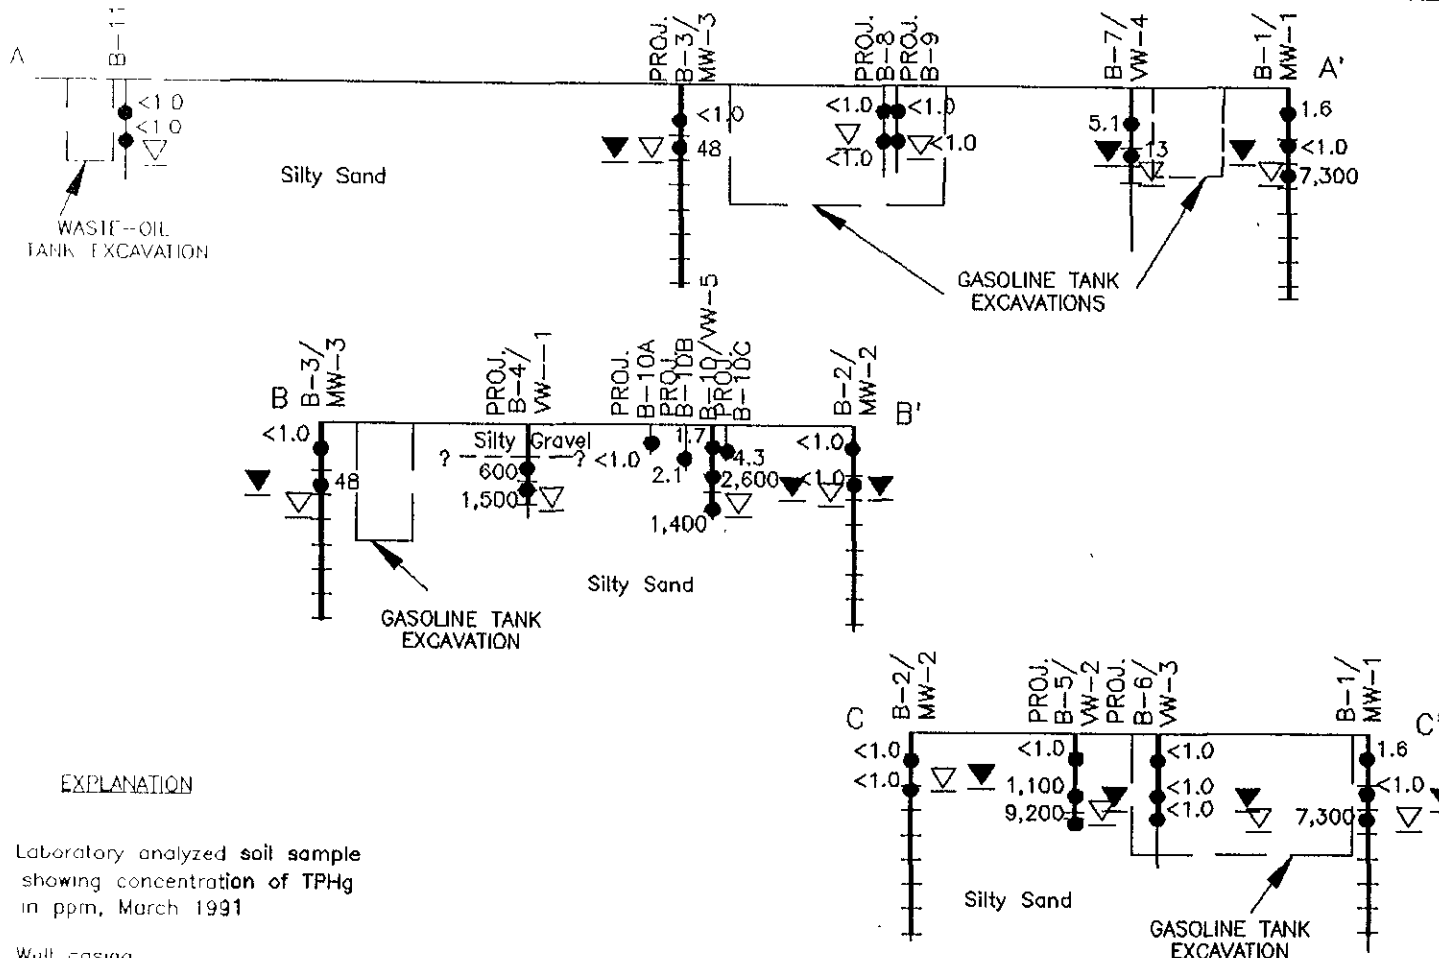 A
B-11
PROJ.
B-3/
MW-3
PROJ.
B-8
PROJ.
B-9
B-7/
VW-4
B-1/
MW-1
A'
<1.0
<1.0
<1.0
48
<1.0
<1.0
<1.0
<1.0
5.1
13
1.6
<1.0
7,300
Silty Sand
WASTE--OIL
TANK EXCAVATION
GASOLINE TANK
EXCAVATIONS
B
B-3/
MW-3
PROJ.
B-4/
VW--1
PROJ.
B-10A
PROJ.
B-10B
B-10/VW-5
PROJ.
B-10C
B-2/
MW-2
B'
<1.0
48
Silty Gravel
?
?
600
1,500
<1.0
2.1
1.7
4.3
2,600
1,400
<1.0
<1.0
Silty Sand
GASOLINE TANK
EXCAVATION
C
B-2/
MW-2
PROJ.
B-5/
VW-2
PROJ.
B-6/
VW-3
B-1/
MW-1
C'
<1.0
<1.0
<1.0
1,100
9,200
<1.0
<1.0
<1.0
1.6
<1.0
7,300
Silty Sand
GASOLINE TANK
EXCAVATION
EXPLANATION
Laboratory analyzed soil sample
showing concentration of TPHg
in ppm, March 1991